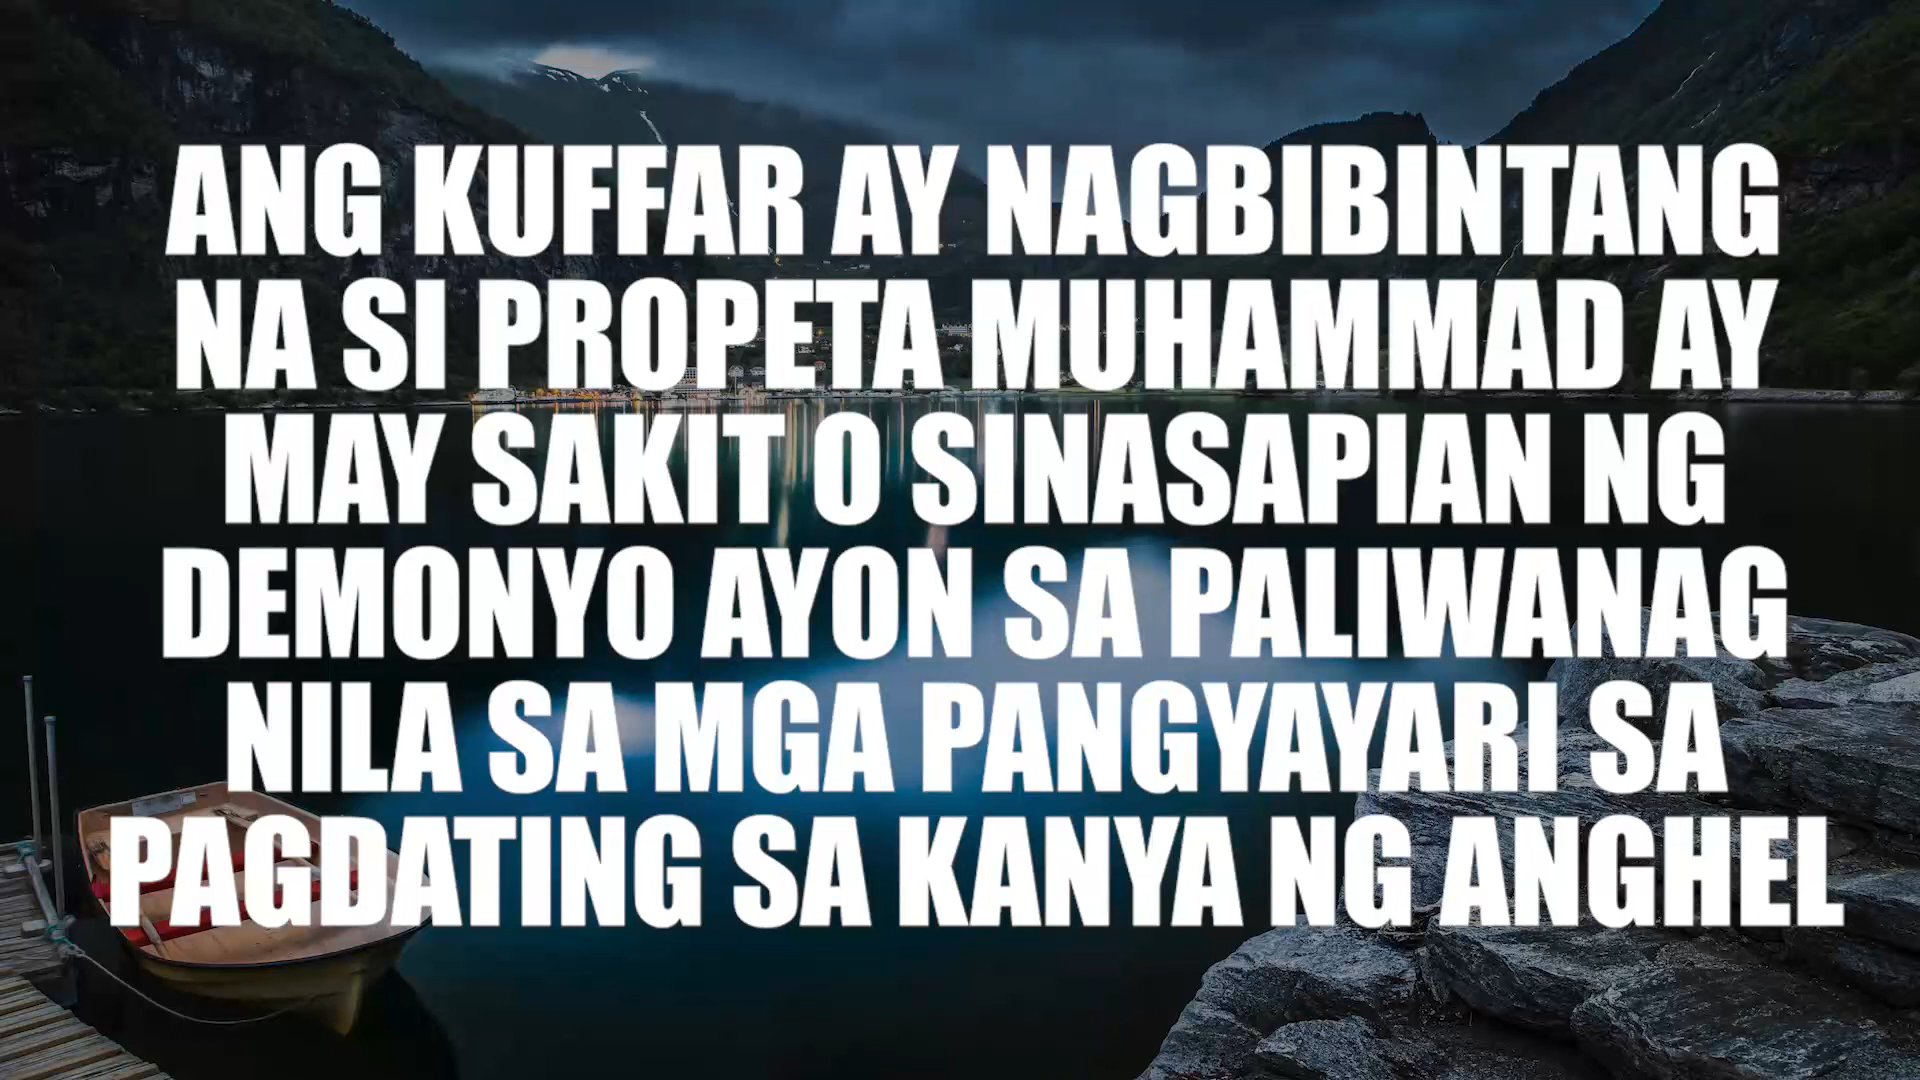 ANG KUFFAR AY NAGBIBINTANG
NA SI PROPETA MUHAMMAD AY
MAY SAKIT O SINASAPIAN NG
DEMONYO AYON SA PALIWANAG
NILA SA MGA PANGYAYARI SA
PAGDATING SA KANYA NG ANGHEL